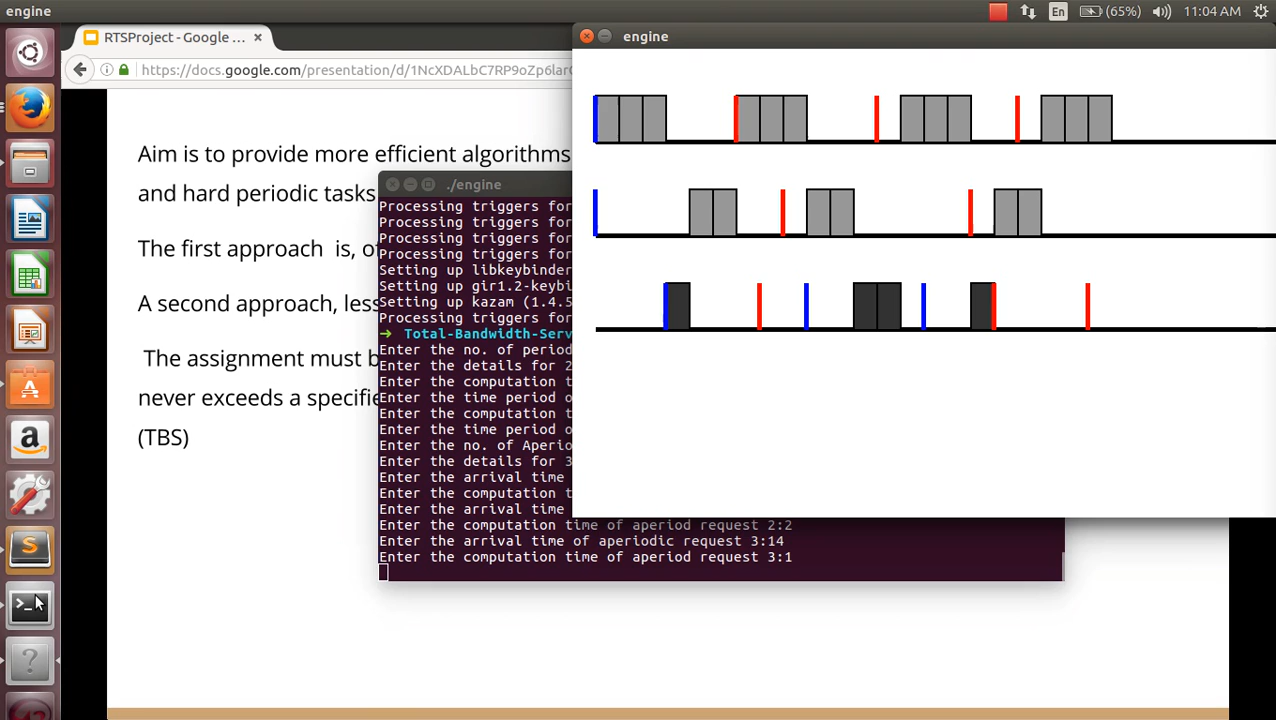 engine
En
(65%)
11:04 AM
RTSProject - Google ...
https://docs.google.com/presentation/d/1NcXDALbC7RP9oZp6lar
engine
Aim is to provide more efficient algorithms
and hard periodic tasks
The first approach is, o
A second approach, less
The assignment must b
never exceeds a specifie
(TBS)
./engine
Processing triggers for
Processing triggers for
Processing triggers for
Processing triggers for
Setting up libkeybinder
Setting up gir1.2-keybi
Setting up kazam (1.4.5
Processing triggers for
➜ Total-Bandwidth-Serv
Enter the no. of period
Enter the details for 2
Enter the computation t
Enter the time period o
Enter the computation t
Enter the time period o
Enter the no. of Aperio
Enter the details for 3
Enter the arrival time
Enter the computation t
Enter the arrival time
Enter the computation time of aperiod request 2:2
Enter the arrival time of aperiodic request 3:14
Enter the computation time of aperiod request 3:1